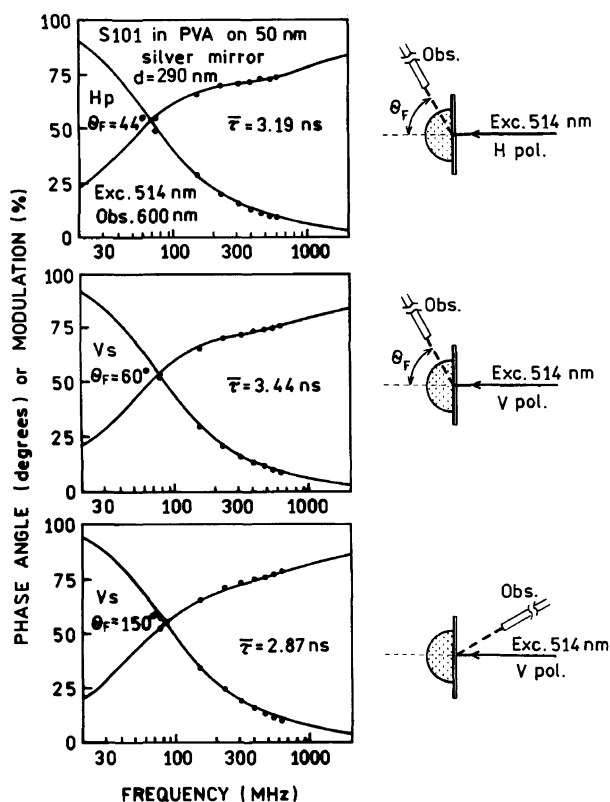 PHASE ANGLE (degrees) or MODULATION (%)
100
75
50
25
0
S101 in PVA on 50 nm
silver mirror
d=290 nm
Hp
ΘF=44°
τ̄ = 3.19 ns
Exc.514 nm
Obs.600 nm
30
100
300
1000
Obs.
ΘF
Exc.514 nm
H pol.
100
75
50
25
0
Vs
ΘF=60°
τ̄ = 3.44 ns
30
100
300
1000
Obs.
ΘF
Exc.514 nm
V pol.
100
75
50
25
0
Vs
ΘF=150°
τ̄ = 2.87 ns
30
100
300
1000
Obs.
Exc.514 nm
V pol.
FREQUENCY (MHz)